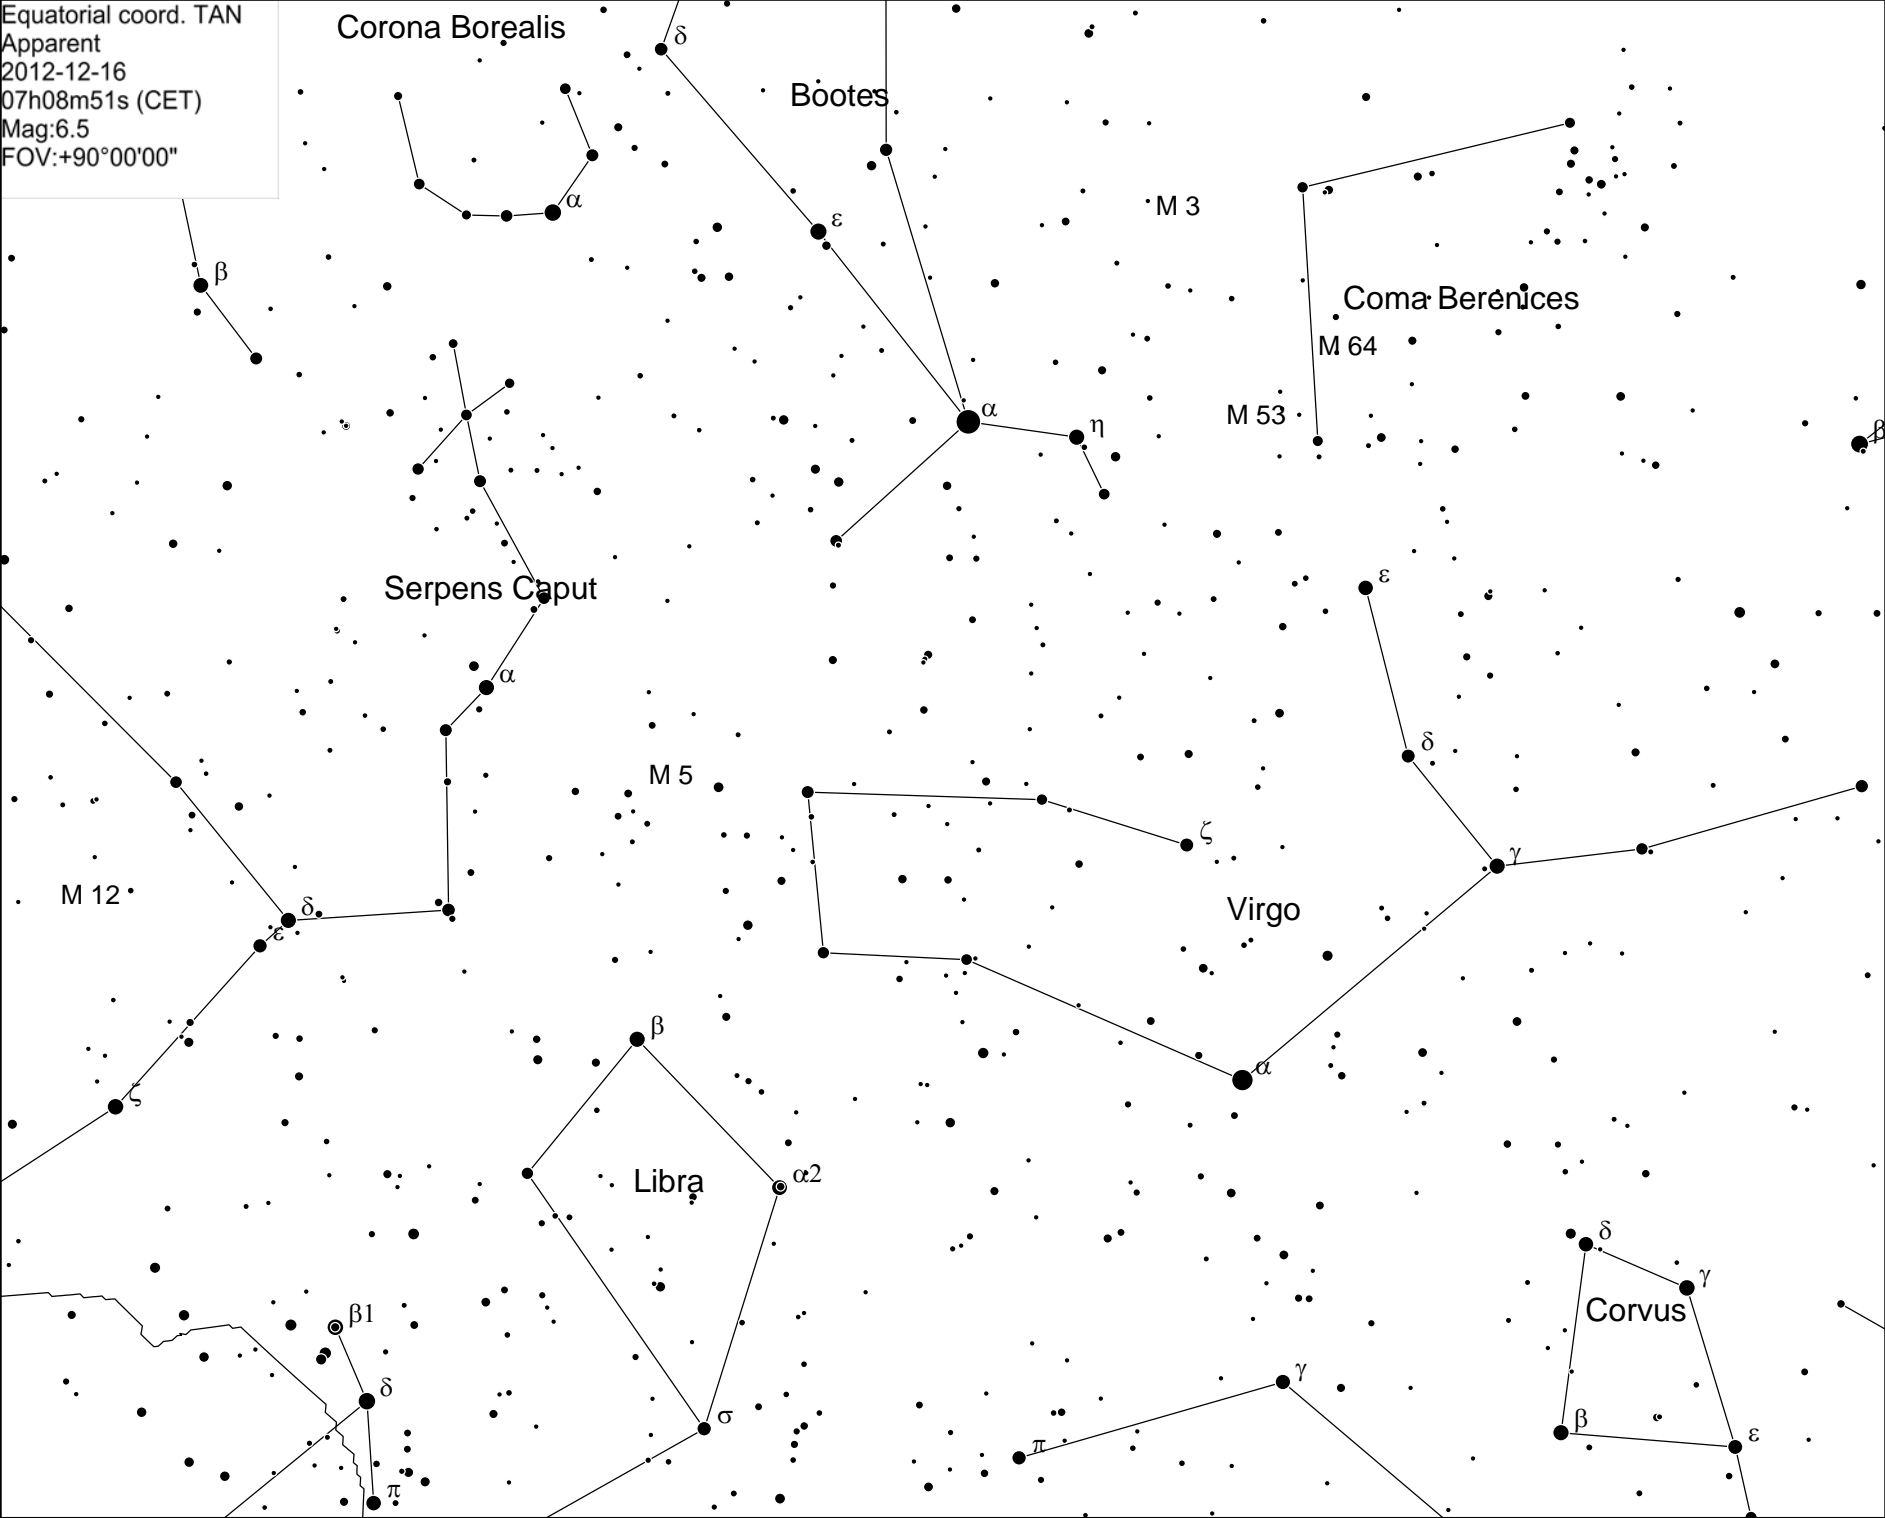 Equatorial coord. TAN
Apparent
2012-12-16
07h08m51s (CET)
Mag:6.5
FOV:+90°00'00"
Corona Borealis
δ
Bootes
α
M 3
ε
β
Coma Berenices
M 64
α
M 53
η
β
Serpens Caput
ε
α
δ
M 5
ζ
γ
M 12
δ
Virgo
ε
β
α
ζ
Libra
α2
δ
γ
β1
Corvus
γ
δ
σ
β
ε
π
π